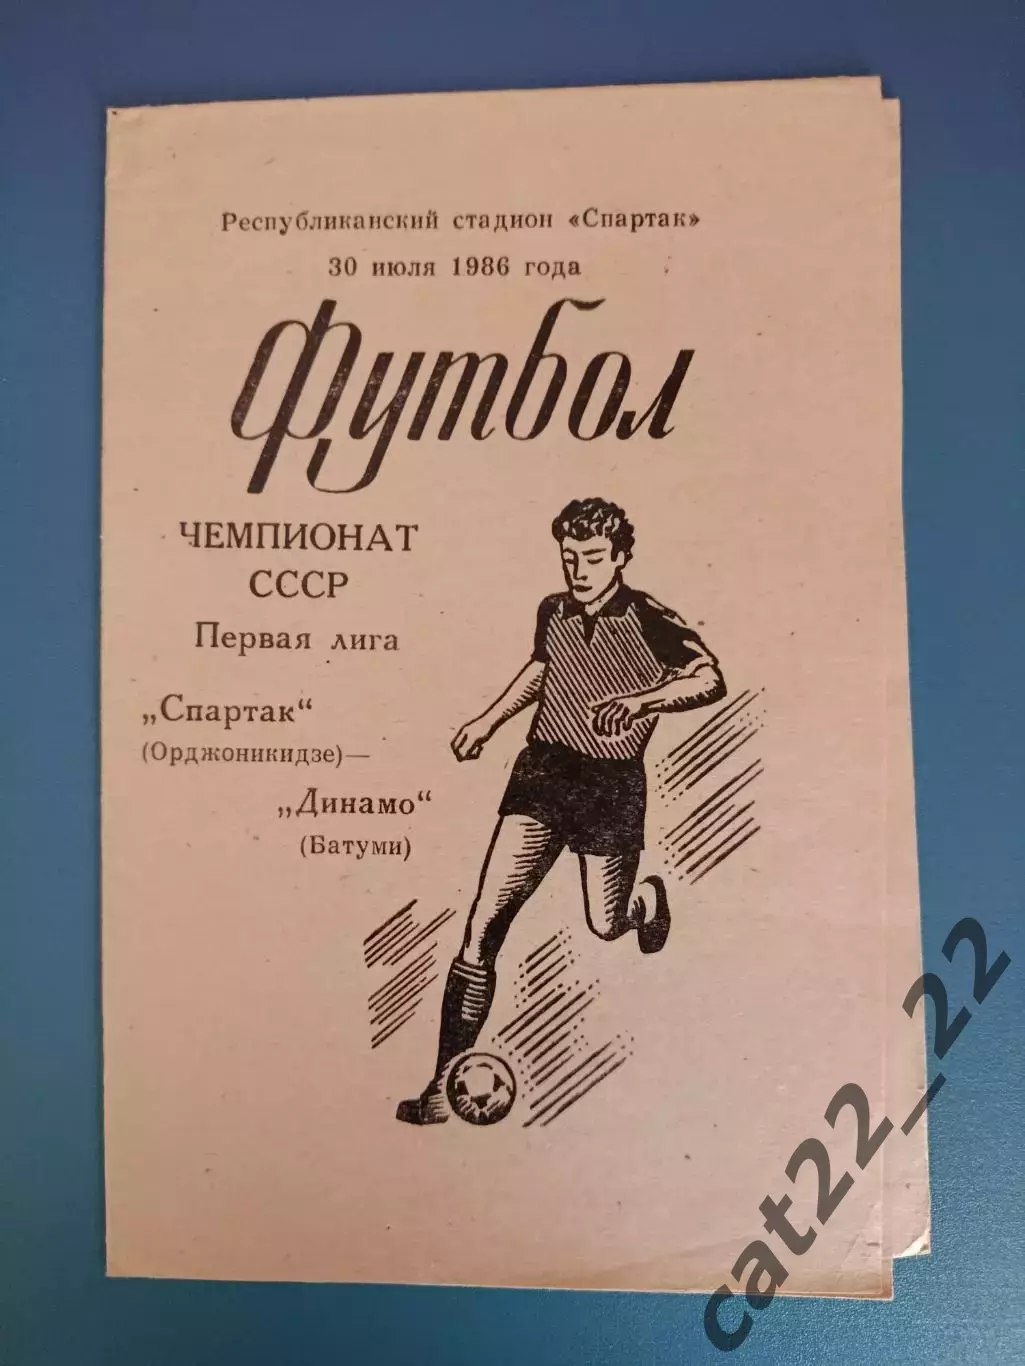 Республиканский стадион «Спартак»
30 июля 1986 года
Футбол
ЧЕМПИОНАТ
СССР
Первая лига
„Спартак“
(Орджоникидзе)—
„Динамо“
(Батуми)
cat22_22